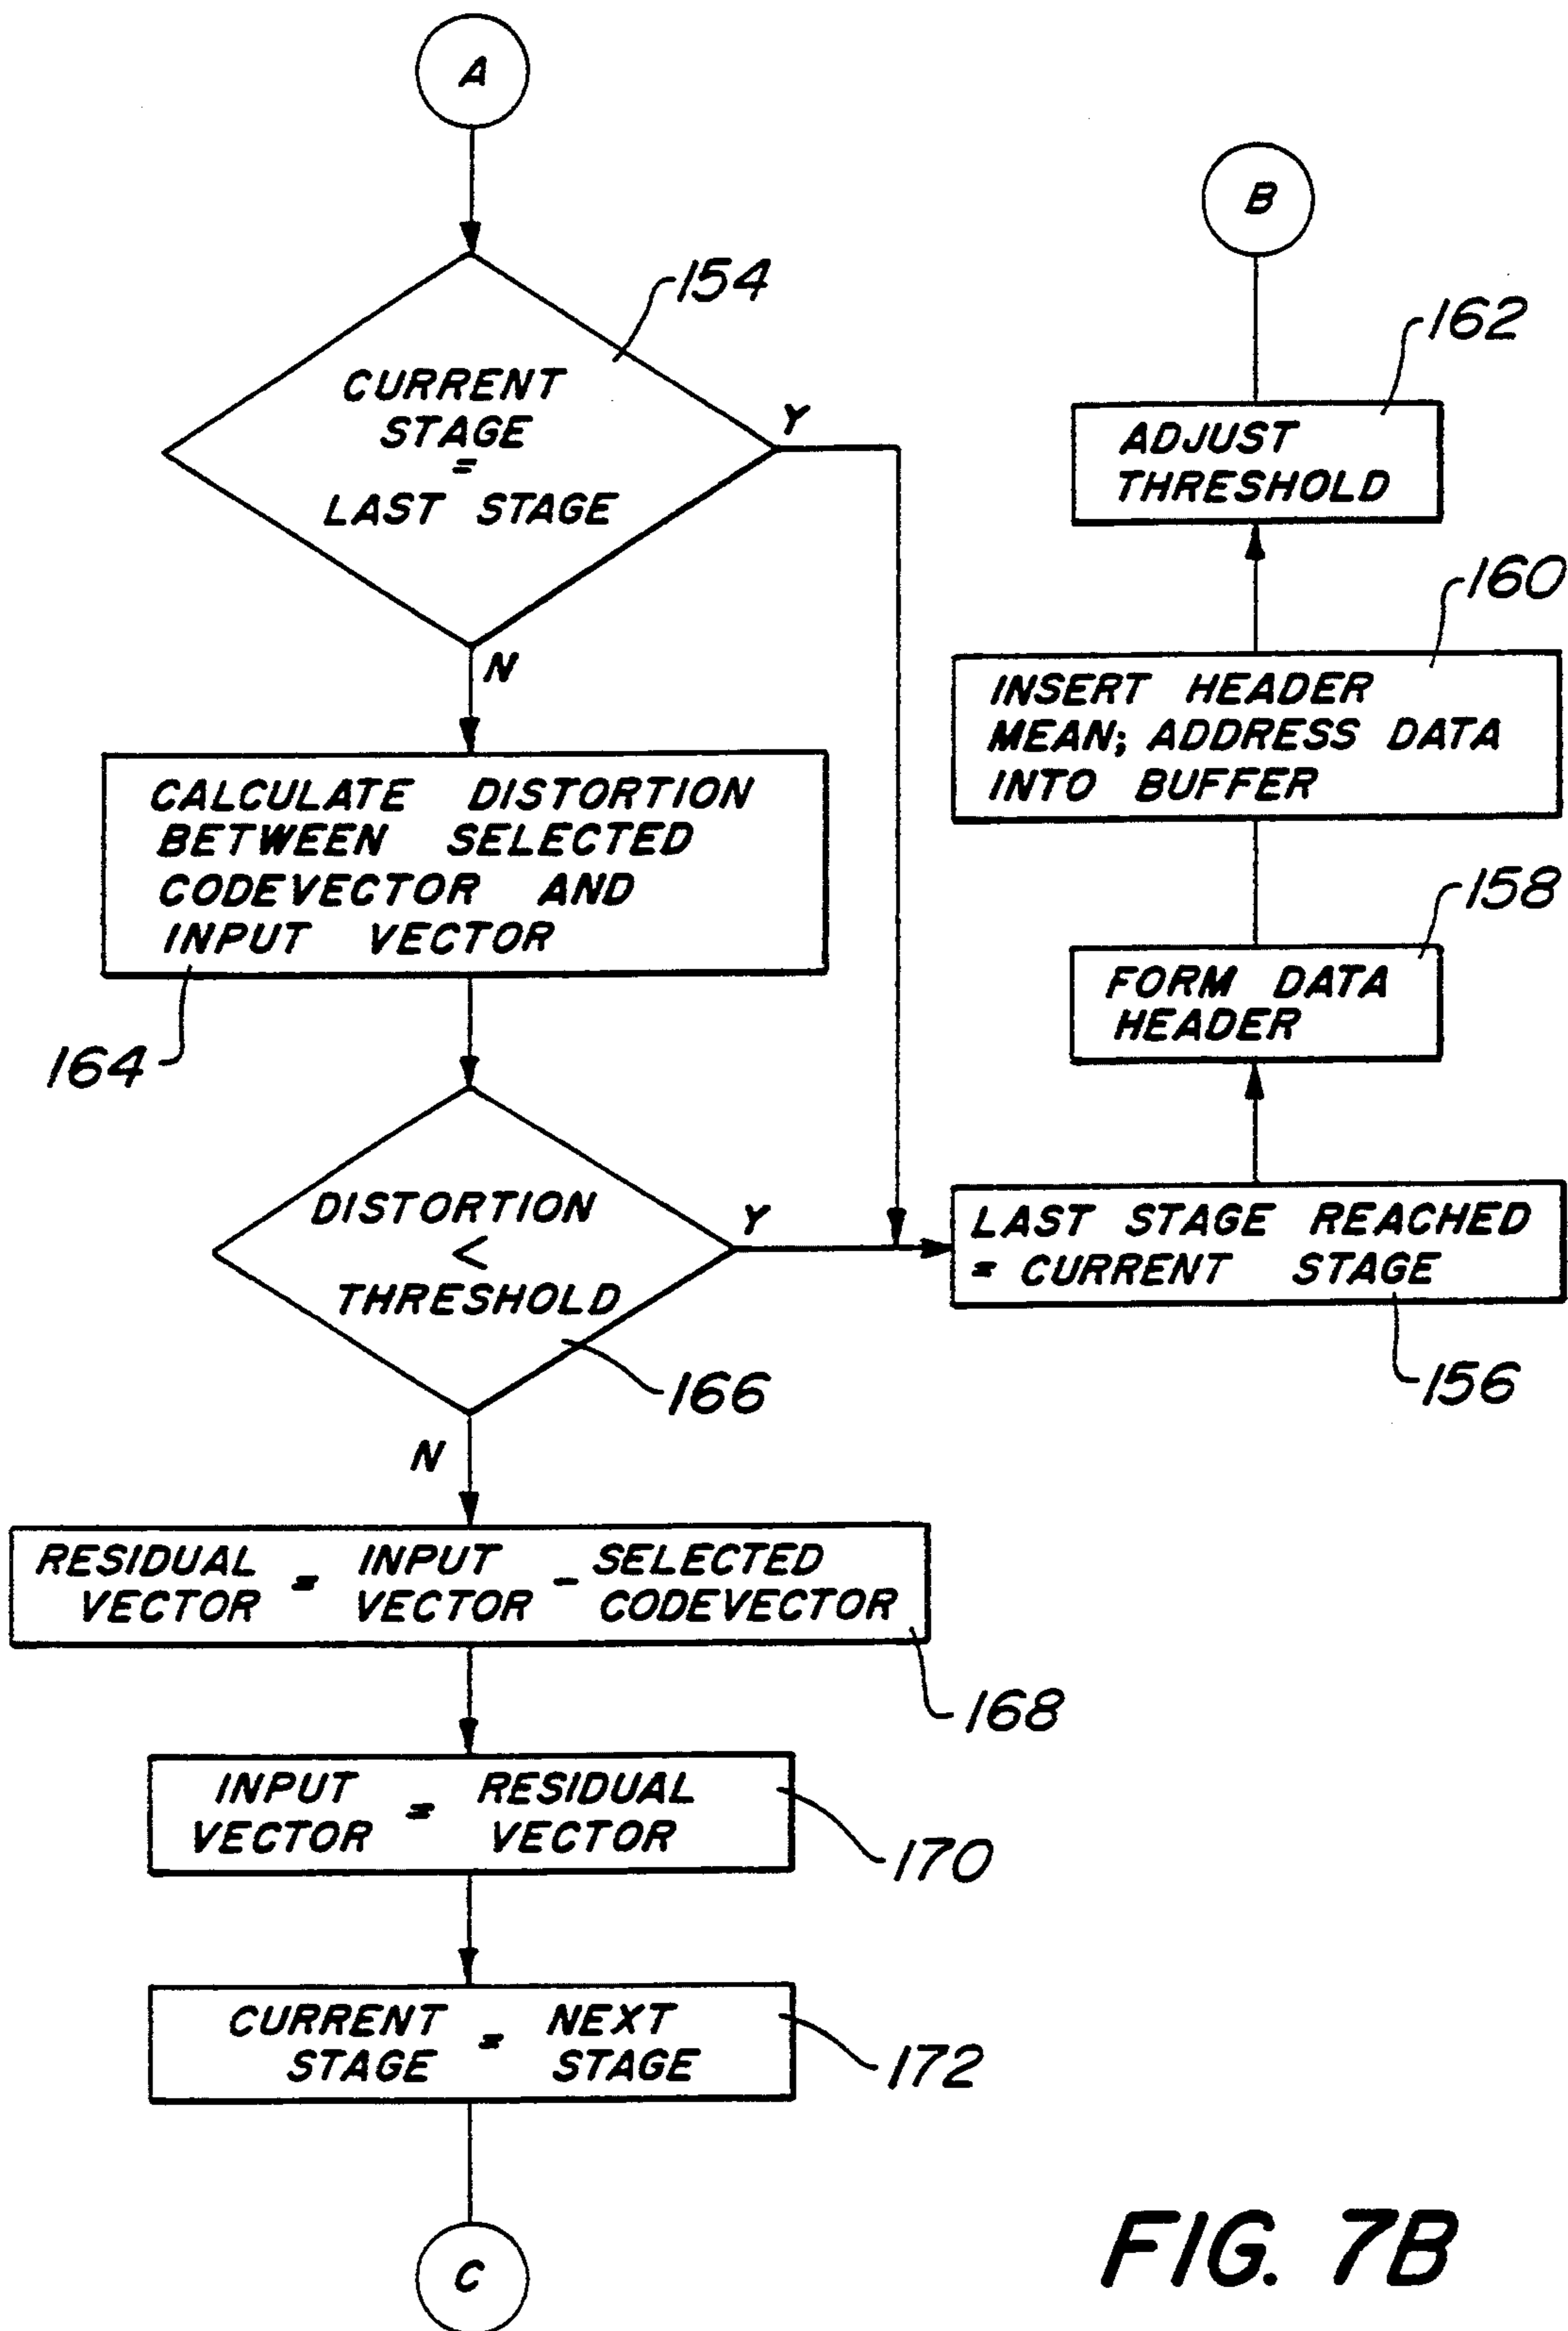 A
154
CURRENT
STAGE
=
LAST STAGE
Y
N
CALCULATE DISTORTION
BETWEEN SELECTED
CODEVECTOR AND
INPUT VECTOR
164
DISTORTION
<
THRESHOLD
Y
166
N
RESIDUAL = INPUT - SELECTED
VECTOR VECTOR CODEVECTOR
168
INPUT = RESIDUAL
VECTOR VECTOR
170
CURRENT = NEXT
STAGE STAGE
172
C
B
162
ADJUST
THRESHOLD
160
INSERT HEADER
MEAN; ADDRESS DATA
INTO BUFFER
158
FORM DATA
HEADER
LAST STAGE REACHED
= CURRENT STAGE
156
FIG. 7B